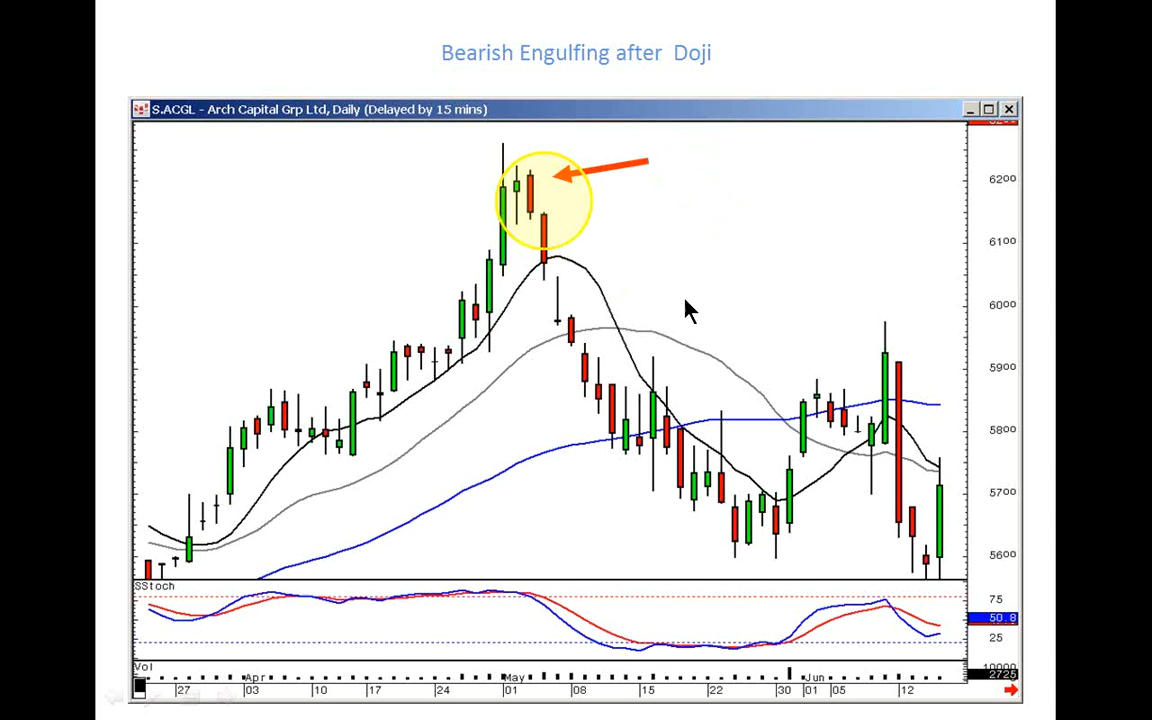 Bearish Engulfing after Doji
S.ACGL - Arch Capital Grp Ltd, Daily (Delayed by 15 mins)
6200
6100
6000
5900
5800
5700
5600
SStoch
75
50.8
25
Vol
10000
2725
Apr May Jun
27 03 10 17 24 01 08 15 22 30 01 05 12